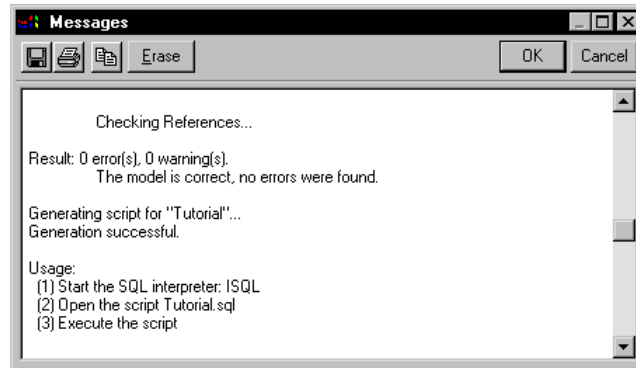 Messages
Erase
OK
Cancel
Checking References...
Result: 0 error(s), 0 warning(s).
The model is correct, no errors were found.
Generating script for "Tutorial"...
Generation successful.
Usage:
(1) Start the SQL interpreter: ISQL
(2) Open the script Tutorial.sql
(3) Execute the script